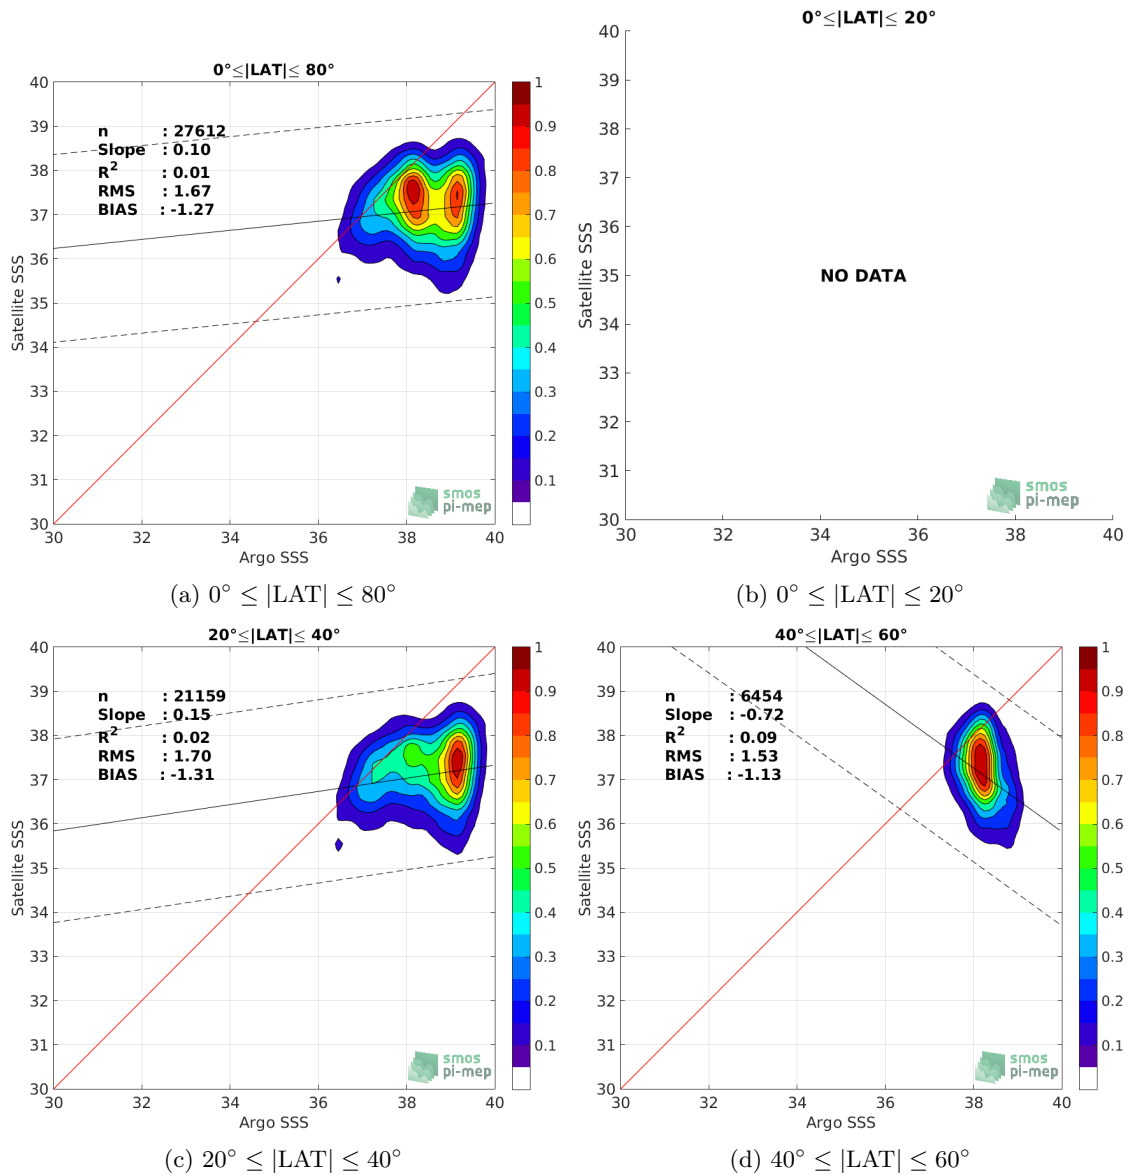 0°≤|LAT|≤ 80°
40
39
38
37
36
35
34
33
32
31
30
Satellite SSS
n : 27612
Slope : 0.10
R2 : 0.01
RMS : 1.67
BIAS : -1.27
smos
pi-mep
30 32 34 36 38 40
Argo SSS
1
0.9
0.8
0.7
0.6
0.5
0.4
0.3
0.2
0.1
(a) 0° ≤ |LAT| ≤ 80°
0°≤|LAT|≤ 20°
40
39
38
37
36
35
34
33
32
31
30
Satellite SSS
NO DATA
smos
pi-mep
30 32 34 36 38 40
Argo SSS
(b) 0° ≤ |LAT| ≤ 20°
20°≤|LAT|≤ 40°
40
39
38
37
36
35
34
33
32
31
30
Satellite SSS
n : 21159
Slope : 0.15
R2 : 0.02
RMS : 1.70
BIAS : -1.31
smos
pi-mep
30 32 34 36 38 40
Argo SSS
1
0.9
0.8
0.7
0.6
0.5
0.4
0.3
0.2
0.1
(c) 20° ≤ |LAT| ≤ 40°
40°≤|LAT|≤ 60°
40
39
38
37
36
35
34
33
32
31
30
Satellite SSS
n : 6454
Slope : -0.72
R2 : 0.09
RMS : 1.53
BIAS : -1.13
smos
pi-mep
30 32 34 36 38 40
Argo SSS
1
0.9
0.8
0.7
0.6
0.5
0.4
0.3
0.2
0.1
(d) 40° ≤ |LAT| ≤ 60°